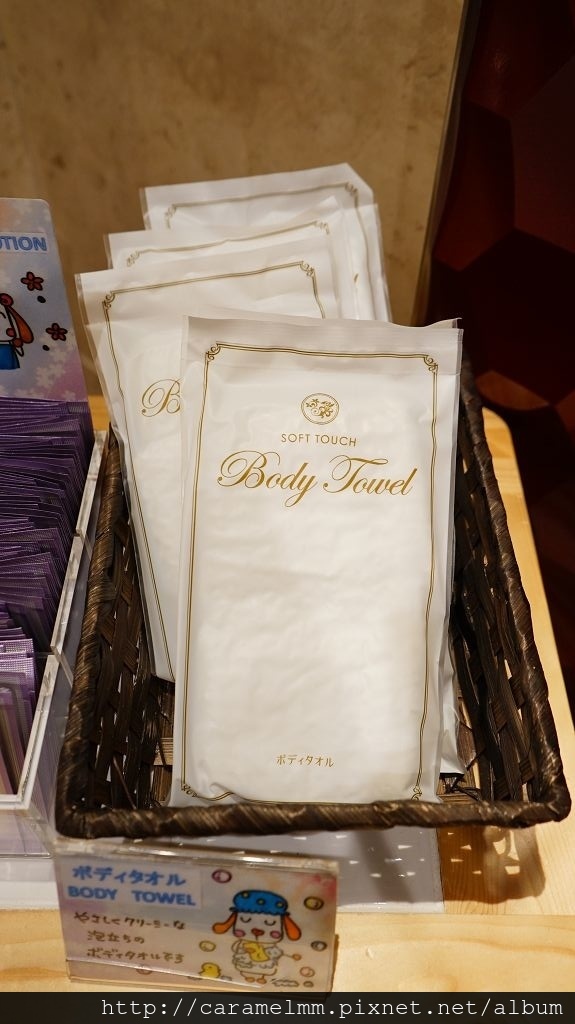 OTION
B
SOFT TOUCH
Body Towel
ボディタオル
ボディタオル
BODY TOWEL
やさしくクリーミーな
泡立ちの
ボディタオルです
http://caramelmm.pixnet.net/album